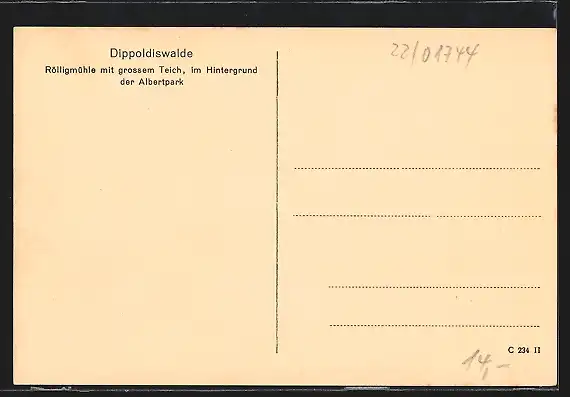 Dippoldiswalde
Rölligmühle mit grossem Teich, im Hintergrund
der Albertpark
22/01744
C 234 II
14,-